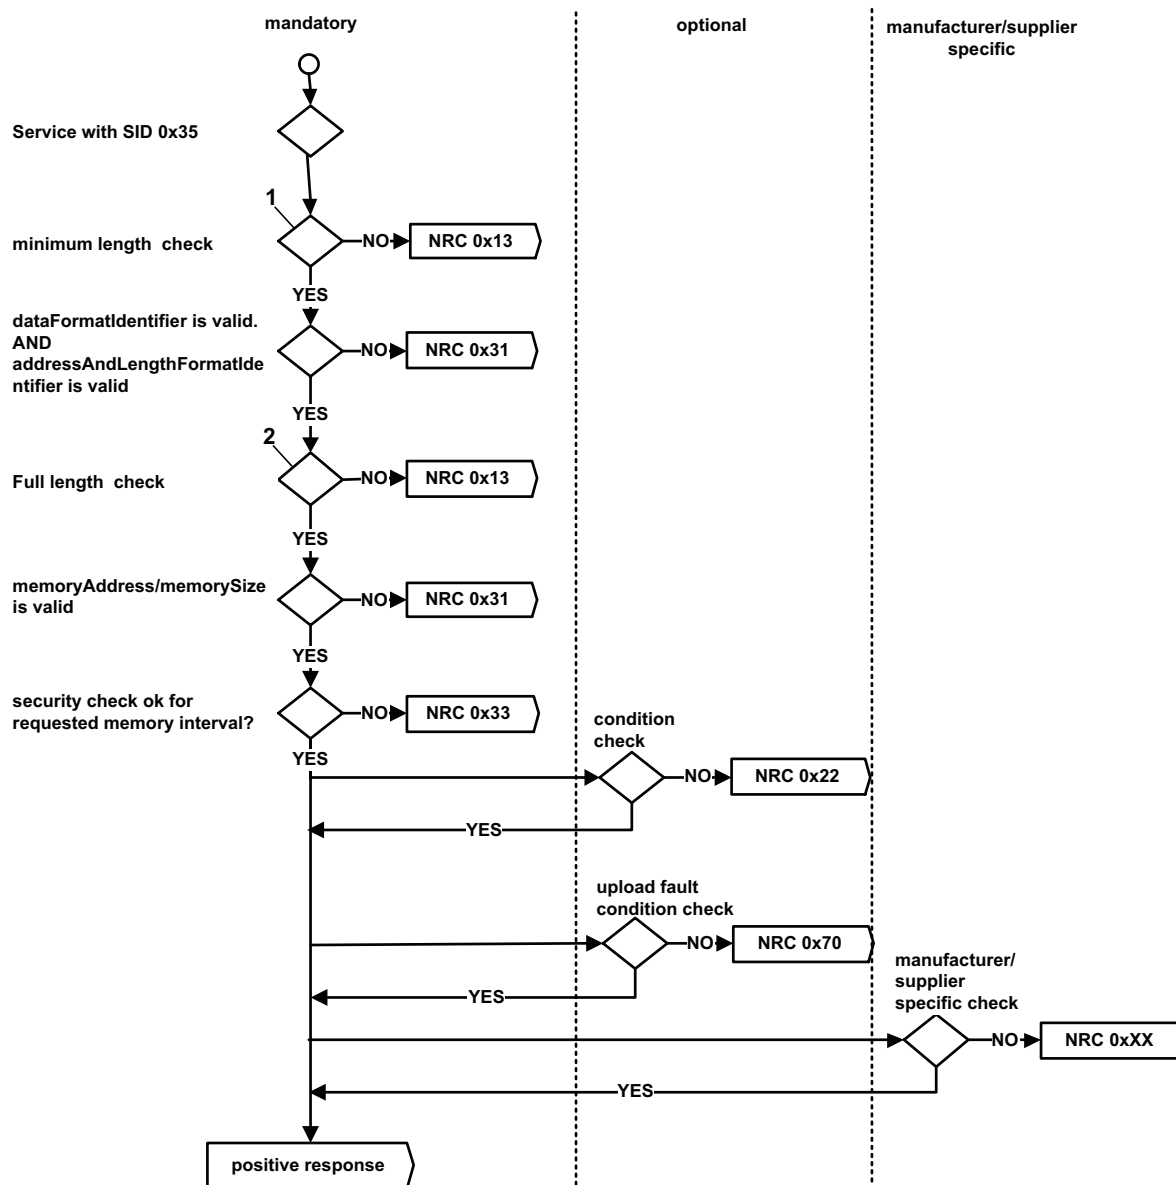 mandatory
optional
manufacturer/supplier
specific
Service with SID 0x35
1
minimum length check
NO
NRC 0x13
YES
dataFormatIdentifier is valid.
AND
addressAndLengthFormatIde
ntifier is valid
NO
NRC 0x31
YES
2
Full length check
NO
NRC 0x13
YES
memoryAddress/memorySize
is valid
NO
NRC 0x31
YES
security check ok for
requested memory interval?
NO
NRC 0x33
YES
condition
check
NO
NRC 0x22
YES
upload fault
condition check
NO
NRC 0x70
YES
manufacturer/
supplier
specific check
NO
NRC 0xXX
YES
positive response